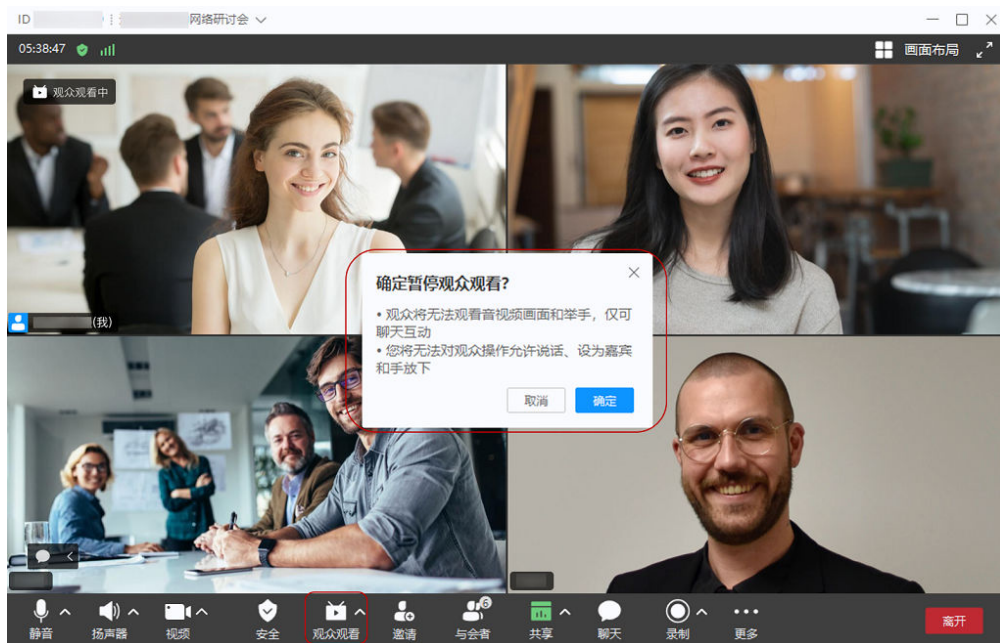 ID
网络研讨会
05:38:47
画面布局
观众观看中
确定暂停观众观看?
• 观众将无法观看音视频画面和举手,仅可
聊天互动
• 您将无法对观众操作允许说话、设为嘉宾
和手放下
取消 确定
(我)
6
静音 扬声器 视频 安全 观众观看 邀请 与会者 共享 聊天 录制 更多 离开